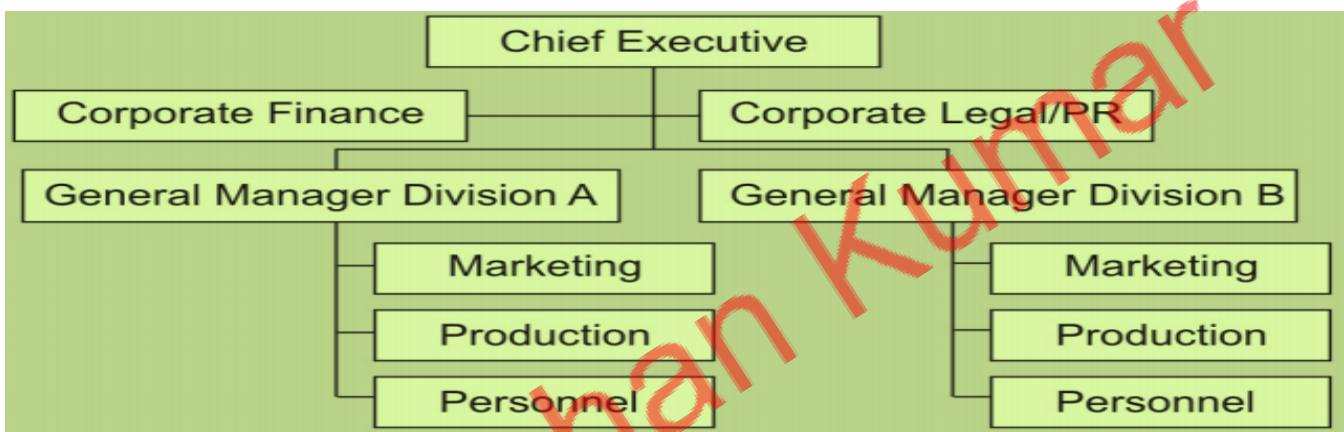 Chief Executive
Corporate Finance
Corporate Legal/PR
General Manager Division A
General Manager Division B
Marketing
Marketing
Production
Production
Personnel
Personnel
Kumar